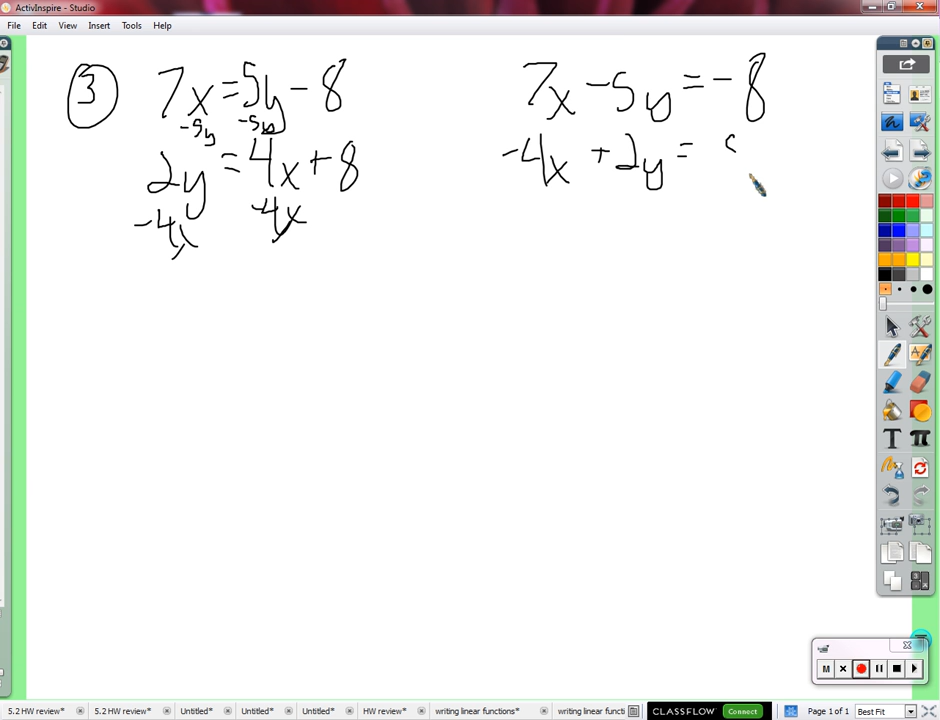 ActivInspire - Studio
File Edit View Insert Tools Help
3 7x = 5y - 8
-5y -5y
2y = 4x + 8
-4x -4x
7x - 5y = - 8
-4x + 2y =
5.2 HW review* 5.2 HW review* Untitled* Untitled* Untitled* HW review* writing linear functions* writing linear functi CLASSFLOW Connect Page 1 of 1 Best Fit